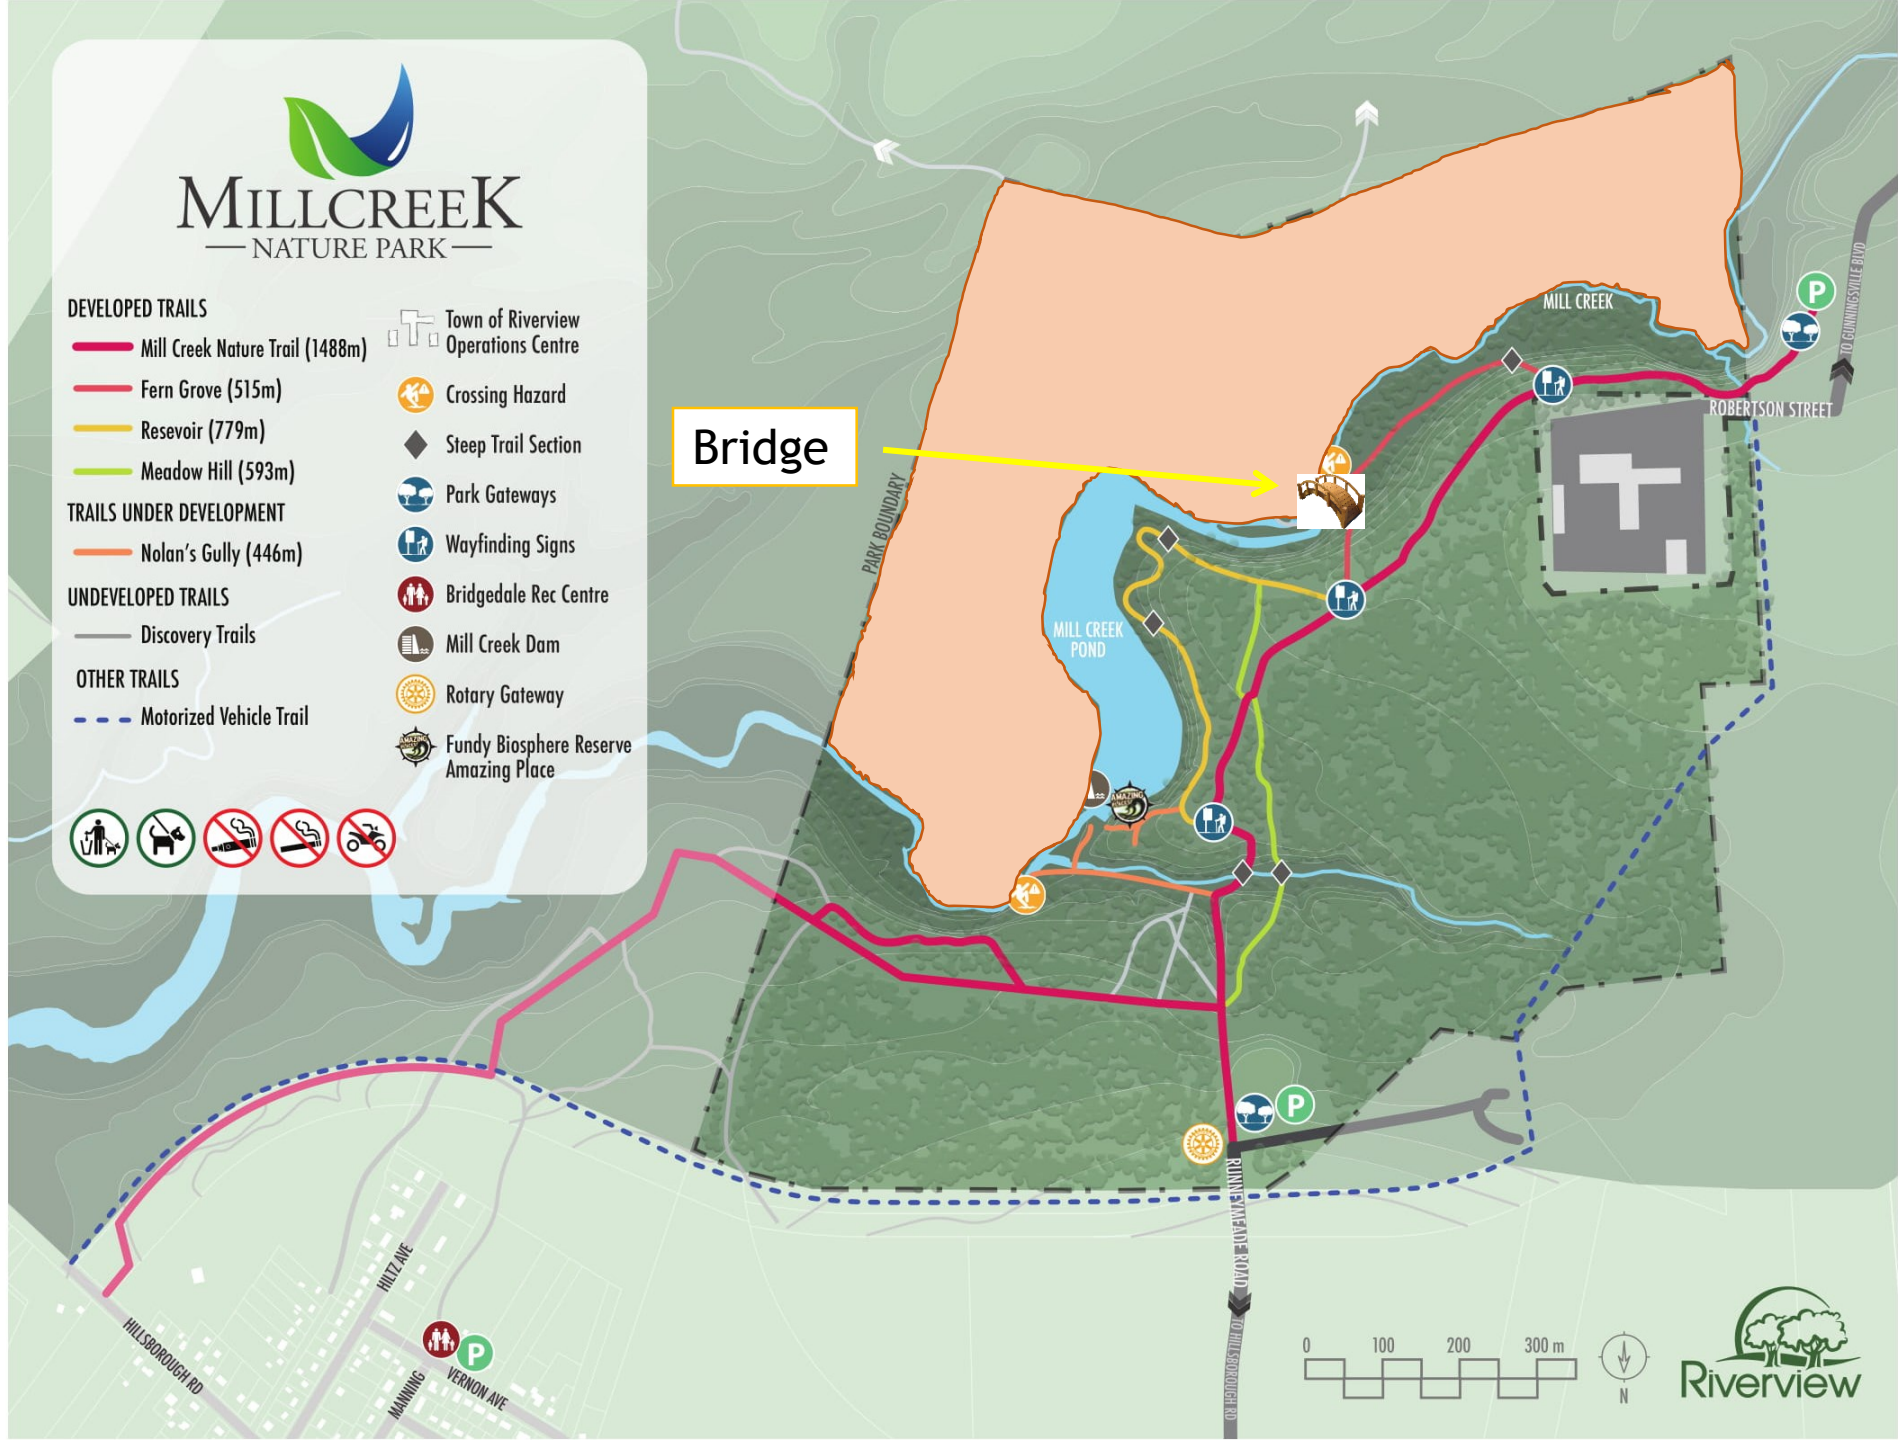 MILLCREEK
NATURE PARK
DEVELOPED TRAILS
Mill Creek Nature Trail (1488m)
Fern Grove (515m)
Resevoir (779m)
Meadow Hill (593m)
TRAILS UNDER DEVELOPMENT
Nolan's Gully (446m)
UNDEVELOPED TRAILS
Discovery Trails
OTHER TRAILS
Motorized Vehicle Trail
Town of Riverview
Operations Centre
Crossing Hazard
Steep Trail Section
Park Gateways
Wayfinding Signs
Bridgedale Rec Centre
Mill Creek Dam
Rotary Gateway
Fundy Biosphere Reserve
Amazing Place
Bridge
PARK BOUNDARY
MILL CREEK
P
TO GUNNINGSVILLE BLVD
ROBERTSON STREET
MILL CREEK
POND
AMAZING
P
RUNNEYMEADE ROAD
TO HILLSBOROUGH RD
HILTZ AVE
HILLSBOROUGH RD
MANNING
VERNON AVE
P
0 100 200 300 m
N
Riverview